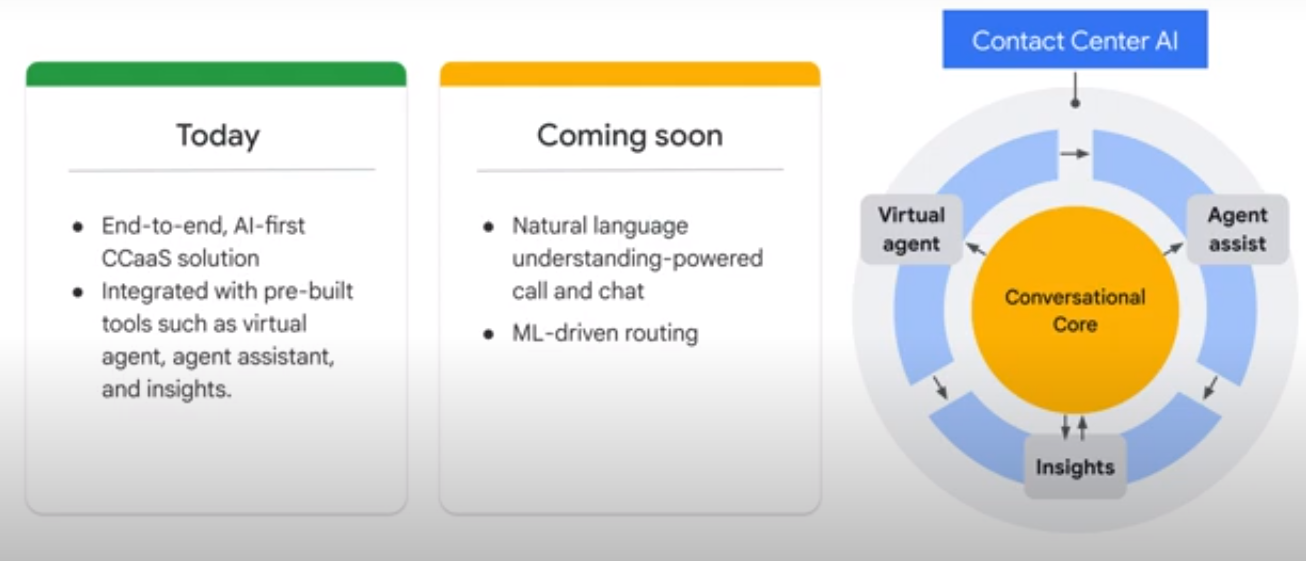 Today
● End-to-end, AI-first
CCaaS solution
● Integrated with pre-built
tools such as virtual
agent, agent assistant,
and insights.
Coming soon
● Natural language
understanding-powered
call and chat
● ML-driven routing
Contact Center AI
Virtual
agent
Agent
assist
Conversational
Core
Insights